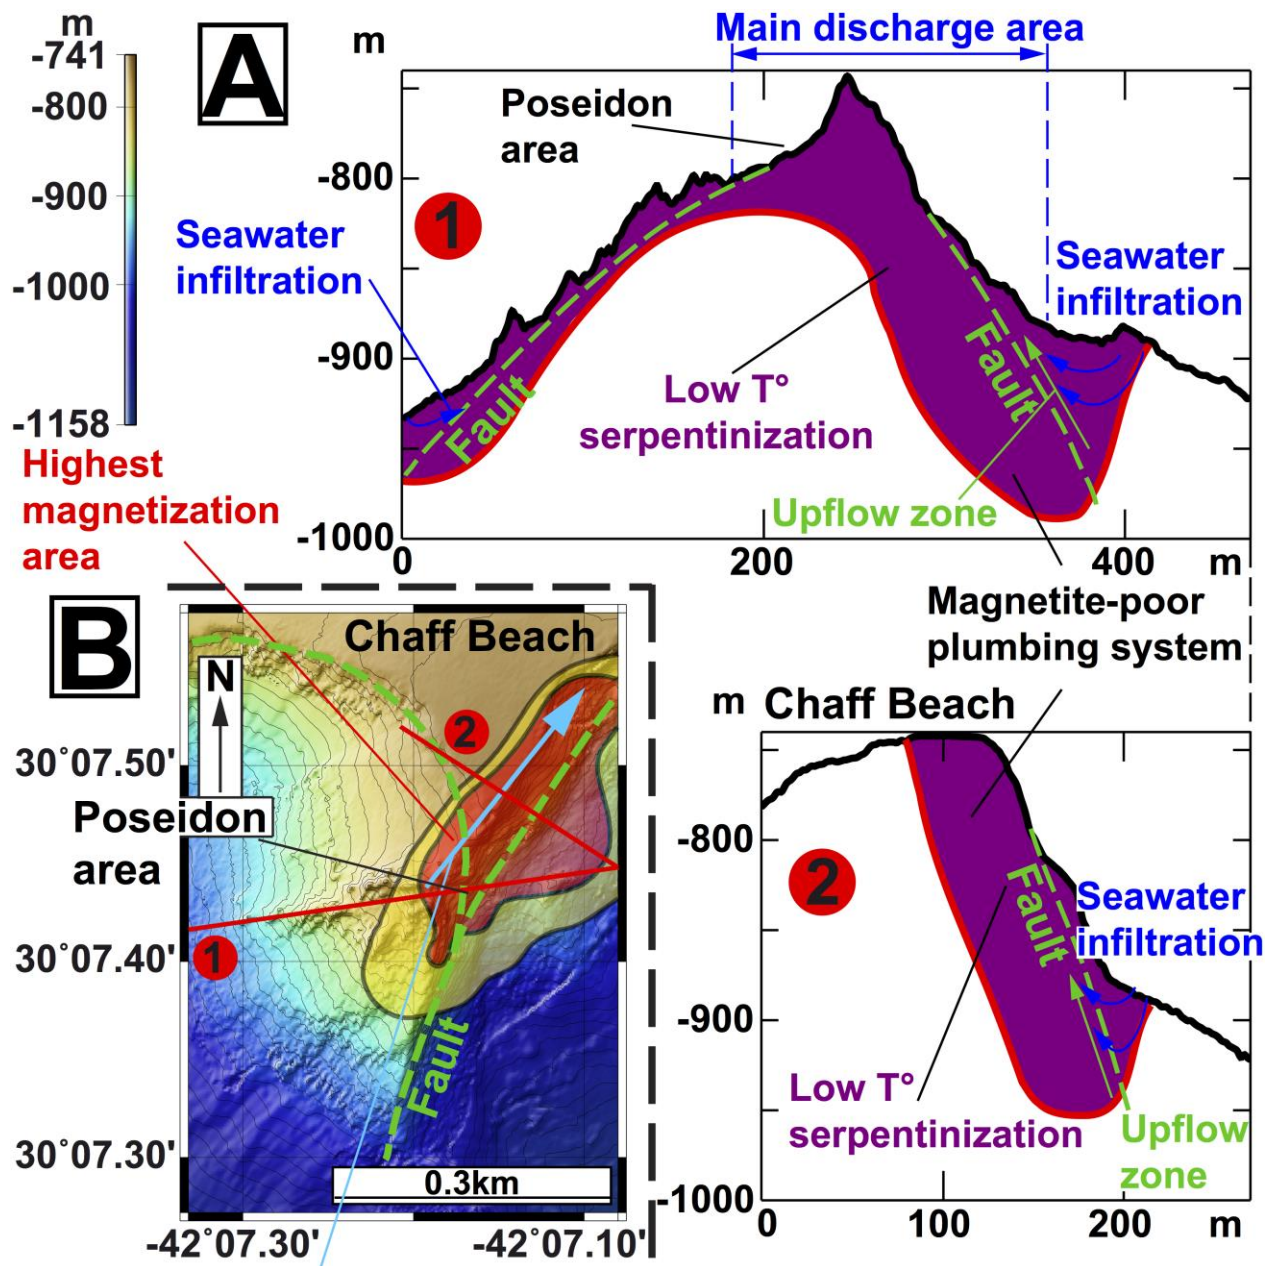 m
-741
-800
-900
-1000
-1158
A
m
Main discharge area
Poseidon
area
-800
1
Seawater
infiltration
Seawater
infiltration
Fault
Fault
-900
Low T°
serpentinization
Upflow zone
-1000
0
200
400
m
Highest
magnetization
area
Magnetite-poor
plumbing system
B
Chaff Beach
N
2
30°07.50'
Poseidon
area
1
30°07.40'
Fault
30°07.30'
0.3km
-42°07.30'
-42°07.10'
m
Chaff Beach
-800
2
Fault
Seawater
infiltration
-900
Low T°
serpentinization
Upflow
zone
-1000
0
100
200
m